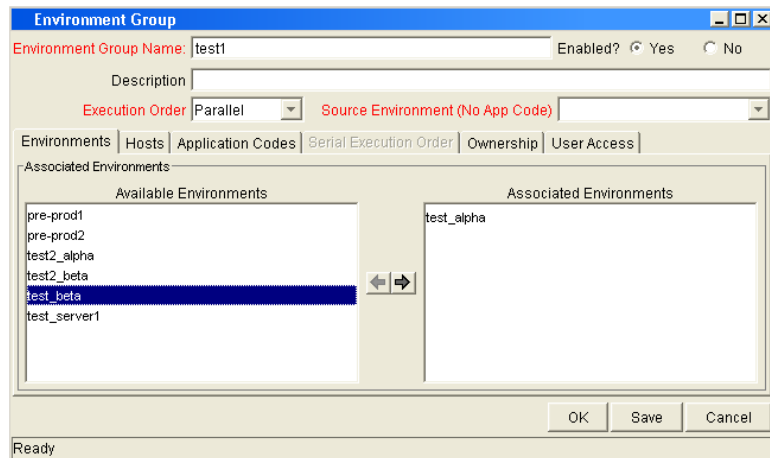 Environment Group
Environment Group Name: test1 Enabled? Yes No
Description
Execution Order Parallel Source Environment (No App Code)
Environments Hosts Application Codes Serial Execution Order Ownership User Access
Associated Environments
Available Environments Associated Environments
pre-prod1 test_alpha
pre-prod2
test2_alpha
test2_beta
test_beta
test_server1
OK Save Cancel
Ready